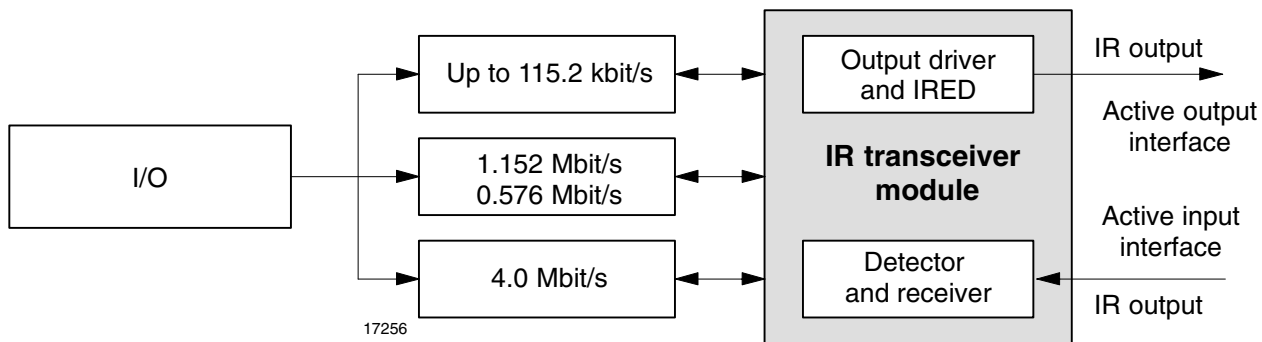 I/O
Up to 115.2 kbit/s
1.152 Mbit/s
0.576 Mbit/s
4.0 Mbit/s
17256
Output driver
and IRED
IR transceiver
module
Detector
and receiver
IR output
Active output
interface
Active input
interface
IR output